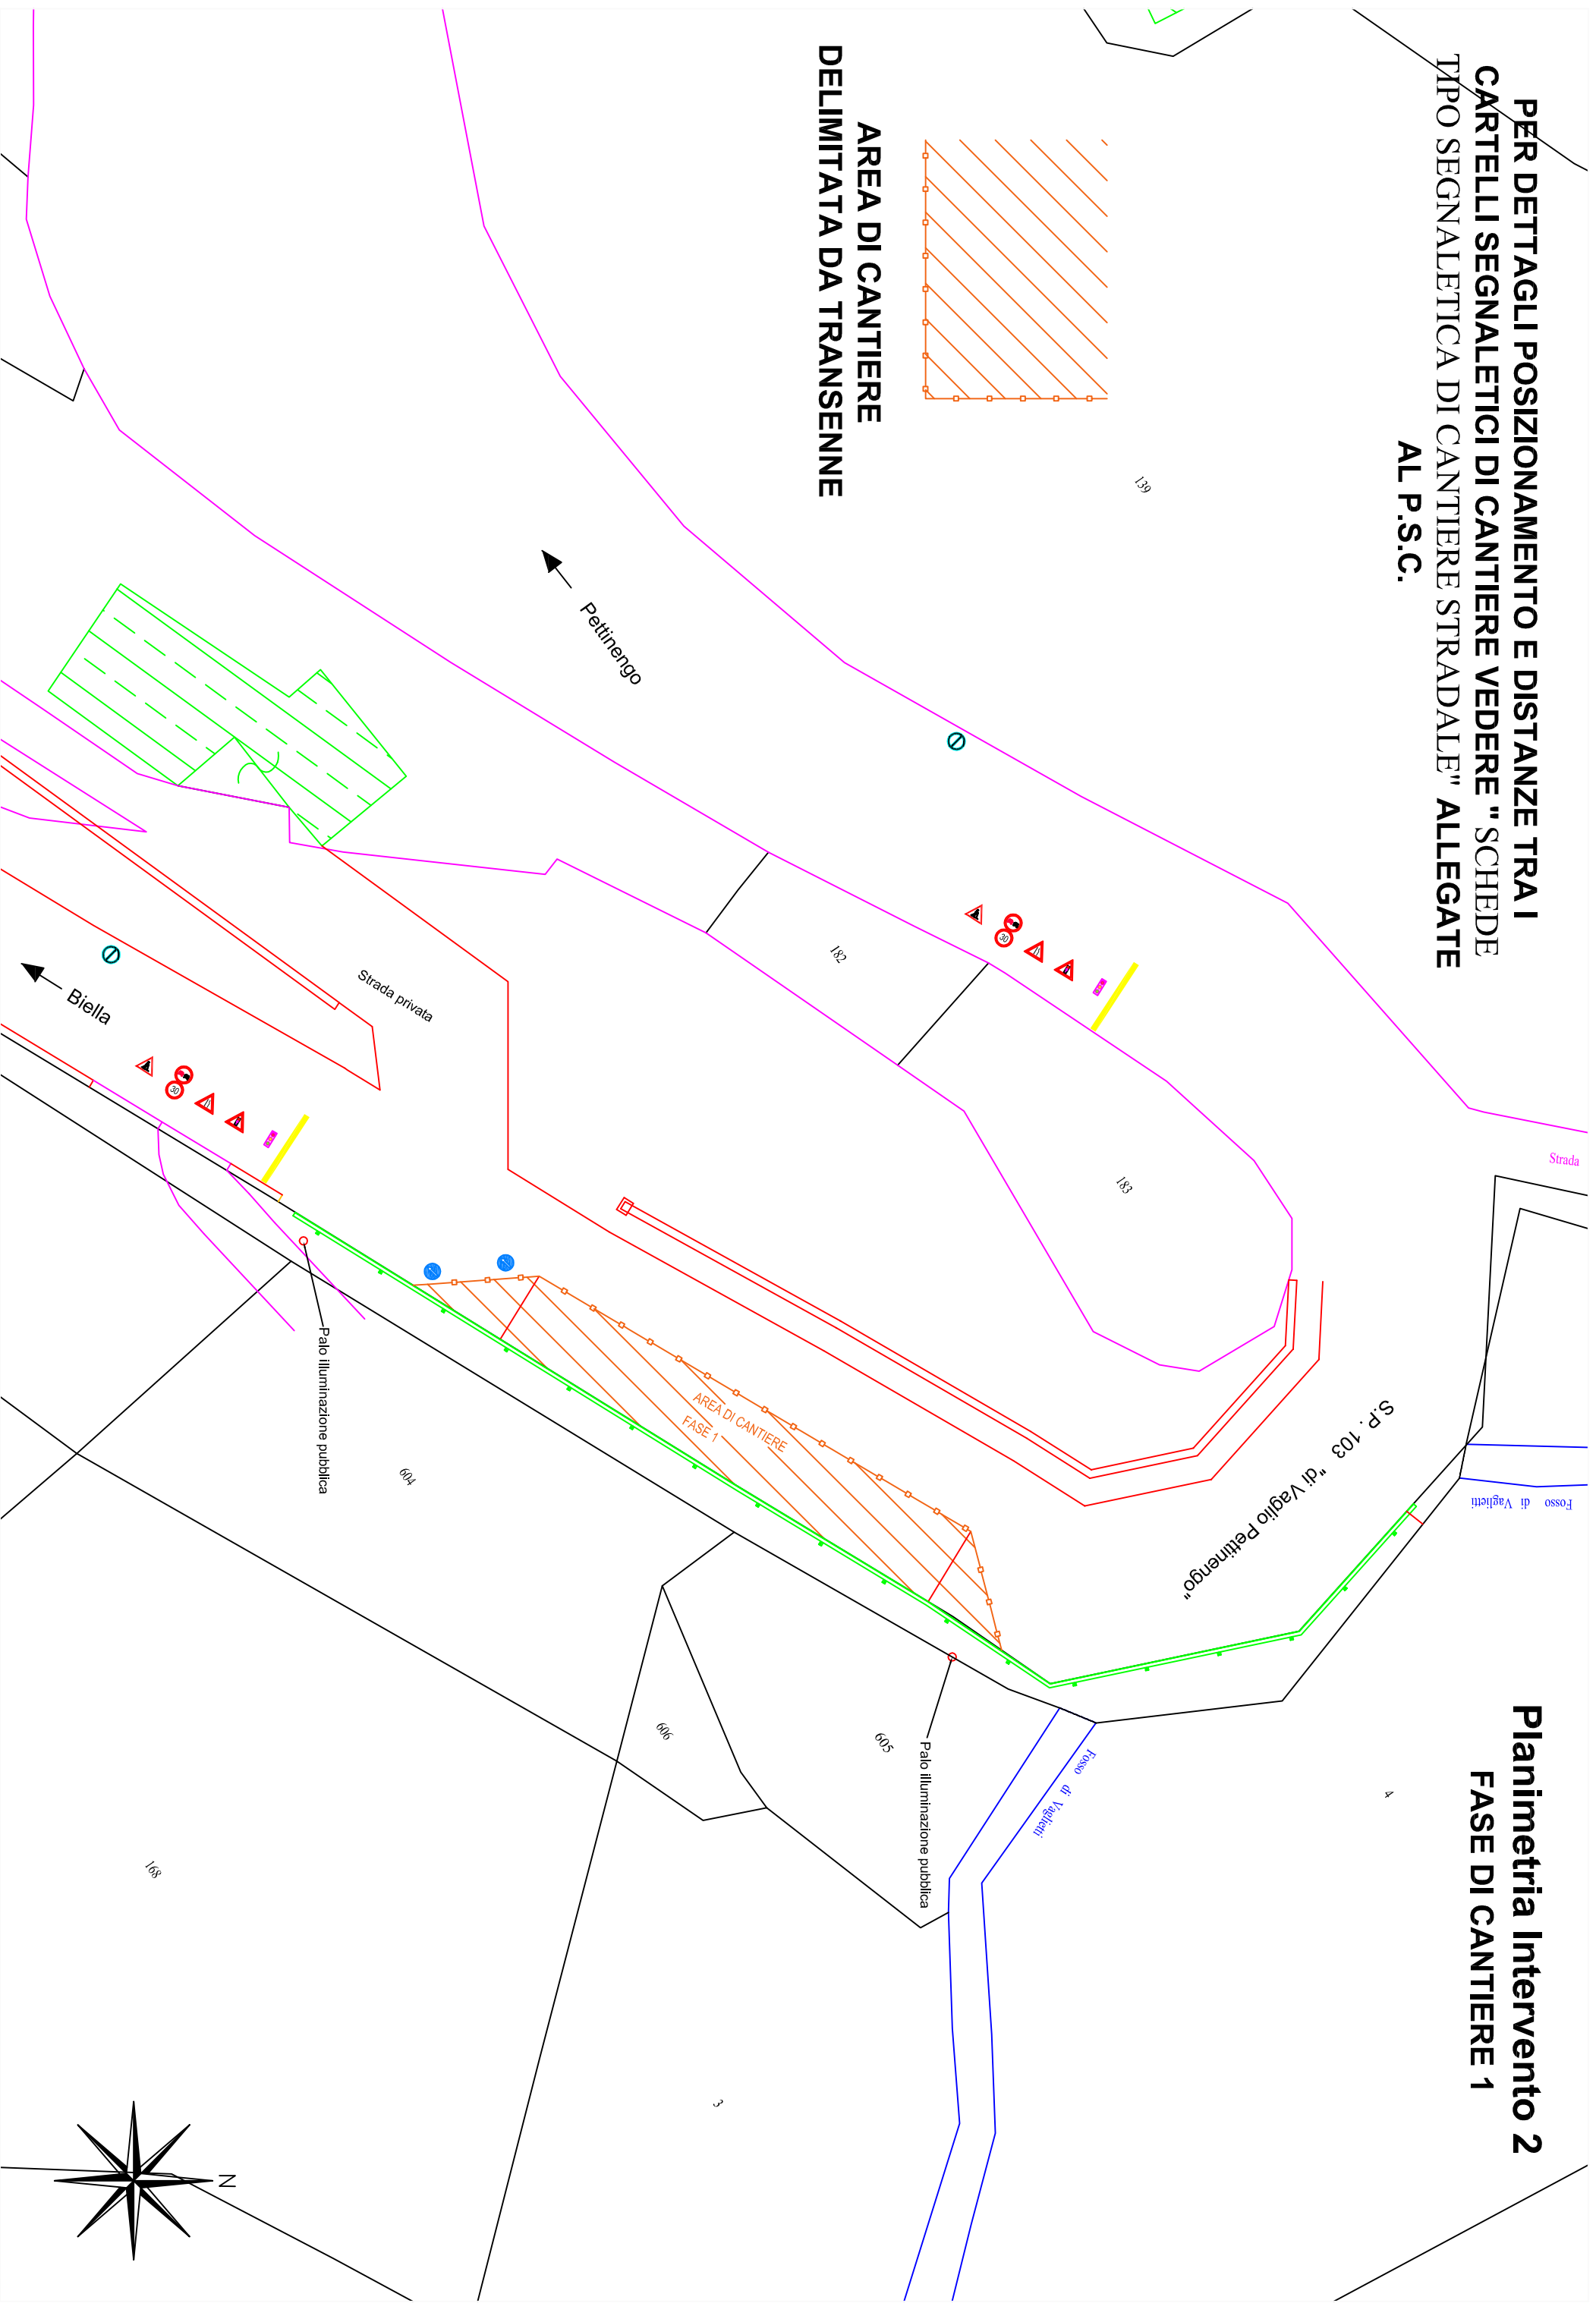 Planimetria Intervento 2
FASE DI CANTIERE 1
PER DETTAGLI POSIZIONAMENTO E DISTANZE TRA I
CARTELLI SEGNALETICI DI CANTIERE VEDERE "SCHEDE
TIPO SEGNALETICA DI CANTIERE STRADALE" ALLEGATE
AL P.S.C.
AREA DI CANTIERE
DELIMITATA DA TRANSENNE
139
Pettinengo
182
183
Strada
Strada privata
Biella
30
30
S.P. 103 "di Vaglio Pettinengo"
Fosso di Vaglietti
AREA DI CANTIERE
FASE 1
Palo illuminazione pubblica
604
606
605
Palo illuminazione pubblica
Fosso di Vaglietti
4
168
3
N